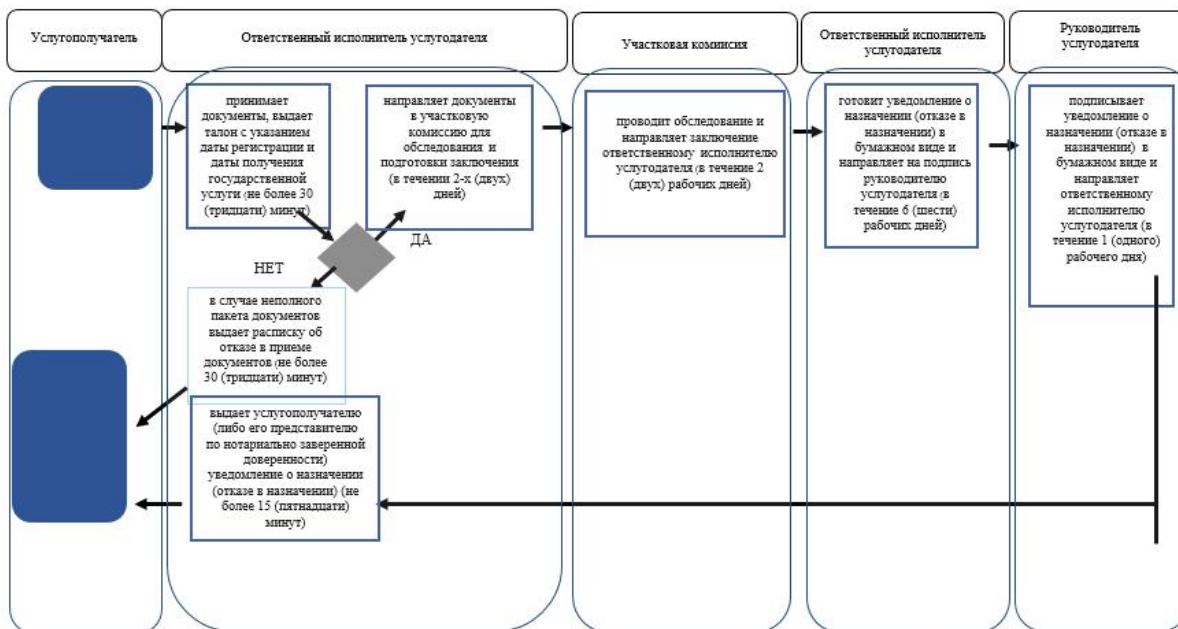 Услугополучатель
Ответственный исполнитель услугодателя
Участковая комиисия
Ответственный исполнитель
услугодателя
Руководитель
услугодателя
принимает
документы, выдает
талон с указанием
даты регистрации и
даты получения
государственной
услуги (не более 30
(тридцати) минут)
направляет документы
в участковую
комиссию для
обследования и
подготовки заключения
(в течении 2-х (двух)
дней)
проводит обследование и
направляет заключение
ответственному исполнителю
услугодателя (в течение 2
(двух) рабочих дней)
готовит уведомление о
назначении (отказе в
назначении) в
бумажном виде и
направляет на подпись
руководителю
услугодателя (в
течение 6 (шести)
рабочих дней)
подписывает
уведомление о
назначении (отказе в
назначении) в
бумажном виде и
направляет
ответственному
исполнителю
услугодателя (в
течение 1 (одного)
рабочего дня)
ДА
НЕТ
в случае неполного
пакета документов
выдает расписку об
отказе в приеме
документов (не более
30 (тридцати) минут)
выдает услугополучателю
(либо его представителю
по нотариально заверенной
доверенности)
уведомление о назначении
(отказе в назначении) (не
более 15 (пятнадцати)
минут)